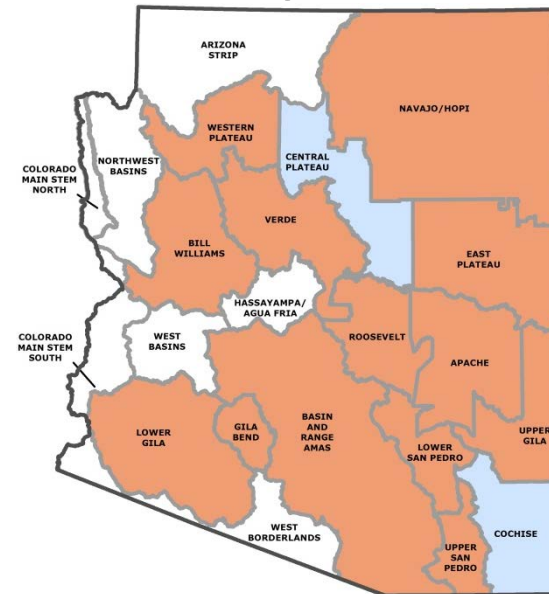 ARIZONA
STRIP
NAVAJO/HOPI
WESTERN
PLATEAU
CENTRAL
PLATEAU
NORTHWEST
BASINS
COLORADO
MAIN STEM
NORTH
VERDE
BILL
WILLIAMS
EAST
PLATEAU
HASSAYAMPA/
AGUA FRIA
WEST
BASINS
ROOSEVELT
COLORADO
MAIN STEM
SOUTH
APACHE
LOWER
GILA
GILA
BEND
BASIN
AND
RANGE
AMAS
UPPER
GILA
LOWER
SAN PEDRO
WEST
BORDERLANDS
COCHISE
UPPER
SAN
PEDRO